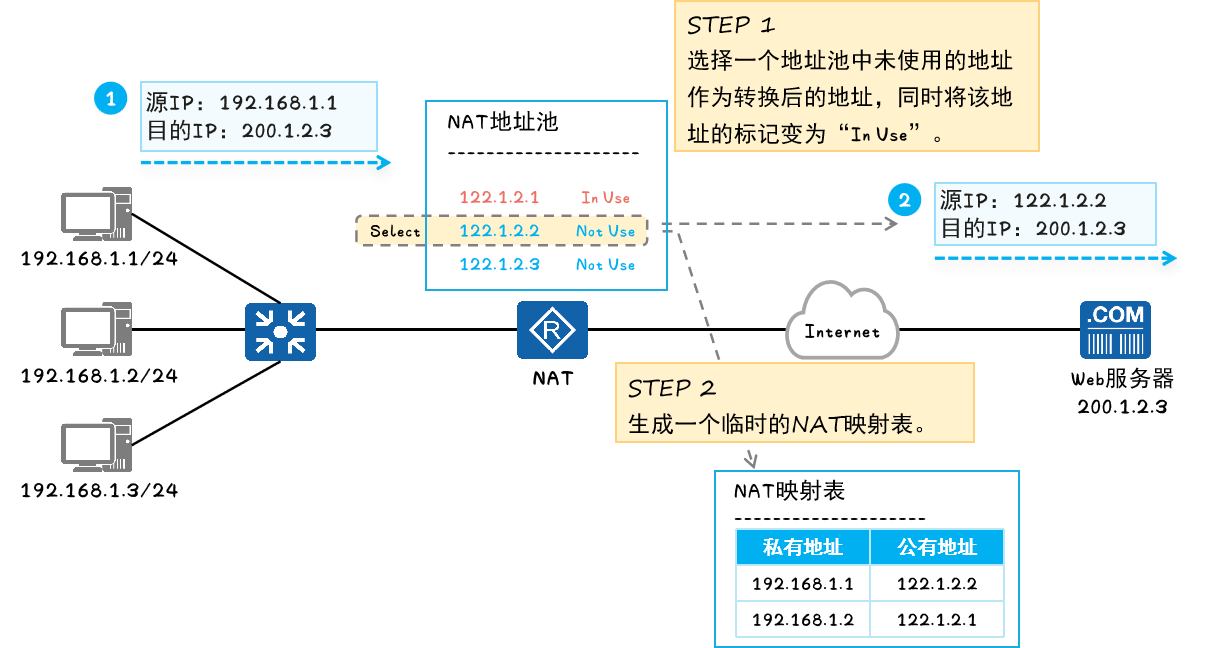 STEP 1
选择一个地址池中未使用的地址
作为转换后的地址，同时将该地
址的标记变为“In Use”。
1
源IP：192.168.1.1
目的IP：200.1.2.3
NAT地址池
--------------------
122.1.2.1 In Use
Select 122.1.2.2 Not Use
122.1.2.3 Not Use
2
源IP：122.1.2.2
目的IP：200.1.2.3
192.168.1.1/24
192.168.1.2/24
192.168.1.3/24
R
NAT
Internet
.COM
Web服务器
200.1.2.3
STEP 2
生成一个临时的NAT映射表。
NAT映射表
--------------------
私有地址 公有地址
192.168.1.1 122.1.2.2
192.168.1.2 122.1.2.1